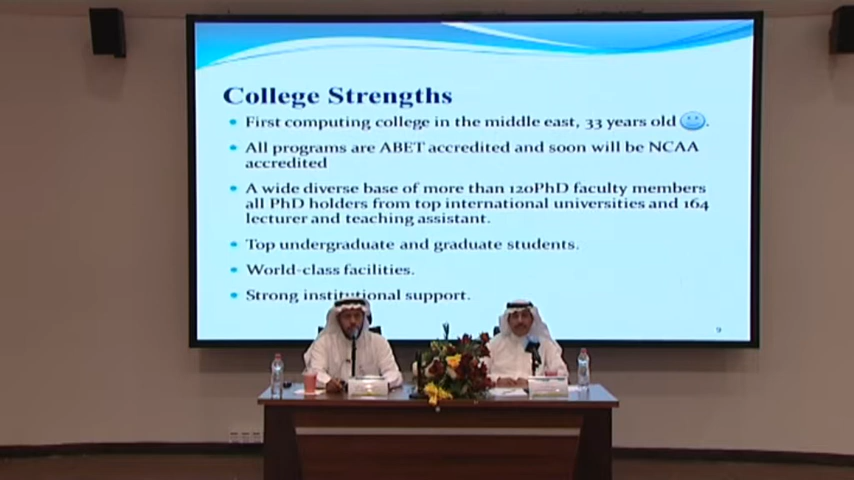 College Strengths
First computing college in the middle east, 33 years old .
All programs are ABET accredited and soon will be NCAA
accredited
A wide diverse base of more than 120PhD faculty members
all PhD holders from top international universities and 164
lecturer and teaching assistant.
Top undergraduate and graduate students.
World-class facilities.
Strong institutional support.
9